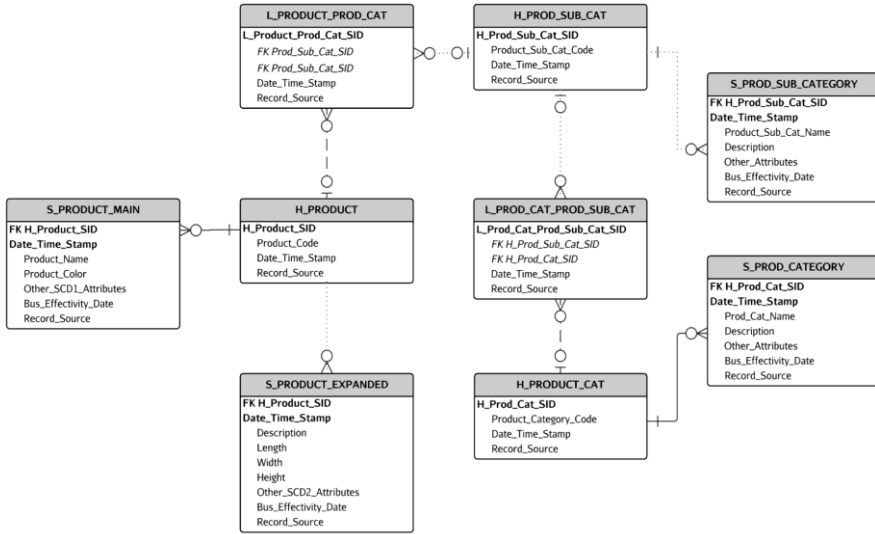 L_PRODUCT_PROD_CAT
L_Product_Prod_Cat_SID
FK Prod_Sub_Cat_SID
FK Prod_Sub_Cat_SID
Date_Time_Stamp
Record_Source
H_PROD_SUB_CAT
H_Prod_Sub_Cat_SID
Product_Sub_Cat_Code
Date_Time_Stamp
Record_Source
S_PROD_SUB_CATEGORY
FK H_Prod_Sub_Cat_SID
Date_Time_Stamp
Product_Sub_Cat_Name
Description
Other_Attributes
Bus_Effectivity_Date
Record_Source
S_PRODUCT_MAIN
FK H_Product_SID
Date_Time_Stamp
Product_Name
Product_Color
Other_SCD1_Attributes
Bus_Effectivity_Date
Record_Source
H_PRODUCT
H_Product_SID
Product_Code
Date_Time_Stamp
Record_Source
L_PROD_CAT_PROD_SUB_CAT
L_Prod_Cat_Prod_Sub_Cat_SID
FK H_Prod_Sub_Cat_SID
FK H_Prod_Cat_SID
Date_Time_Stamp
Record_Source
S_PROD_CATEGORY
FK H_Prod_Cat_SID
Date_Time_Stamp
Prod_Cat_Name
Description
Other_Attributes
Bus_Effectivity_Date
Record_Source
S_PRODUCT_EXPANDED
FK H_Product_SID
Date_Time_Stamp
Description
Length
Width
Height
Other_SCD2_Attributes
Bus_Effectivity_Date
Record_Source
H_PRODUCT_CAT
H_Prod_Cat_SID
Product_Category_Code
Date_Time_Stamp
Record_Source